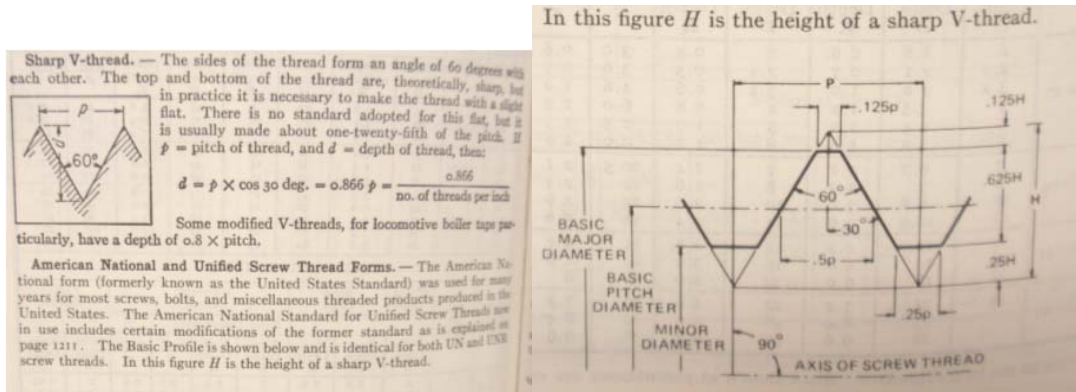 Sharp V-thread. — The sides of the thread form an angle of 60 degrees with
each other. The top and bottom of the thread are, theoretically, sharp, but
in practice it is necessary to make the thread with a slight
flat. There is no standard adopted for this flat, but it
is usually made about one-twenty-fifth of the pitch. If
p = pitch of thread, and d = depth of thread, then:
p
d
60°
d = p × cos 30 deg. = 0.866 p = 0.866
no. of threads per inch
Some modified V-threads, for locomotive boiler taps par-
ticularly, have a depth of 0.8 × pitch.
American National and Unified Screw Thread Forms. — The American Na-
tional form (formerly known as the United States Standard) was used for many
years for most screws, bolts, and miscellaneous threaded products produced in the
United States. The American National Standard for Unified Screw Threads now
in use includes certain modifications of the former standard as is explained on
page 1211. The Basic Profile is shown below and is identical for both UN and UNR
screw threads. In this figure H is the height of a sharp V-thread.
In this figure H is the height of a sharp V-thread.
P
.125p
.125H
60°
.625H
H
30°
BASIC
MAJOR
DIAMETER
.5p
.25H
BASIC
PITCH
DIAMETER
.25p
MINOR
DIAMETER
90°
AXIS OF SCREW THREAD